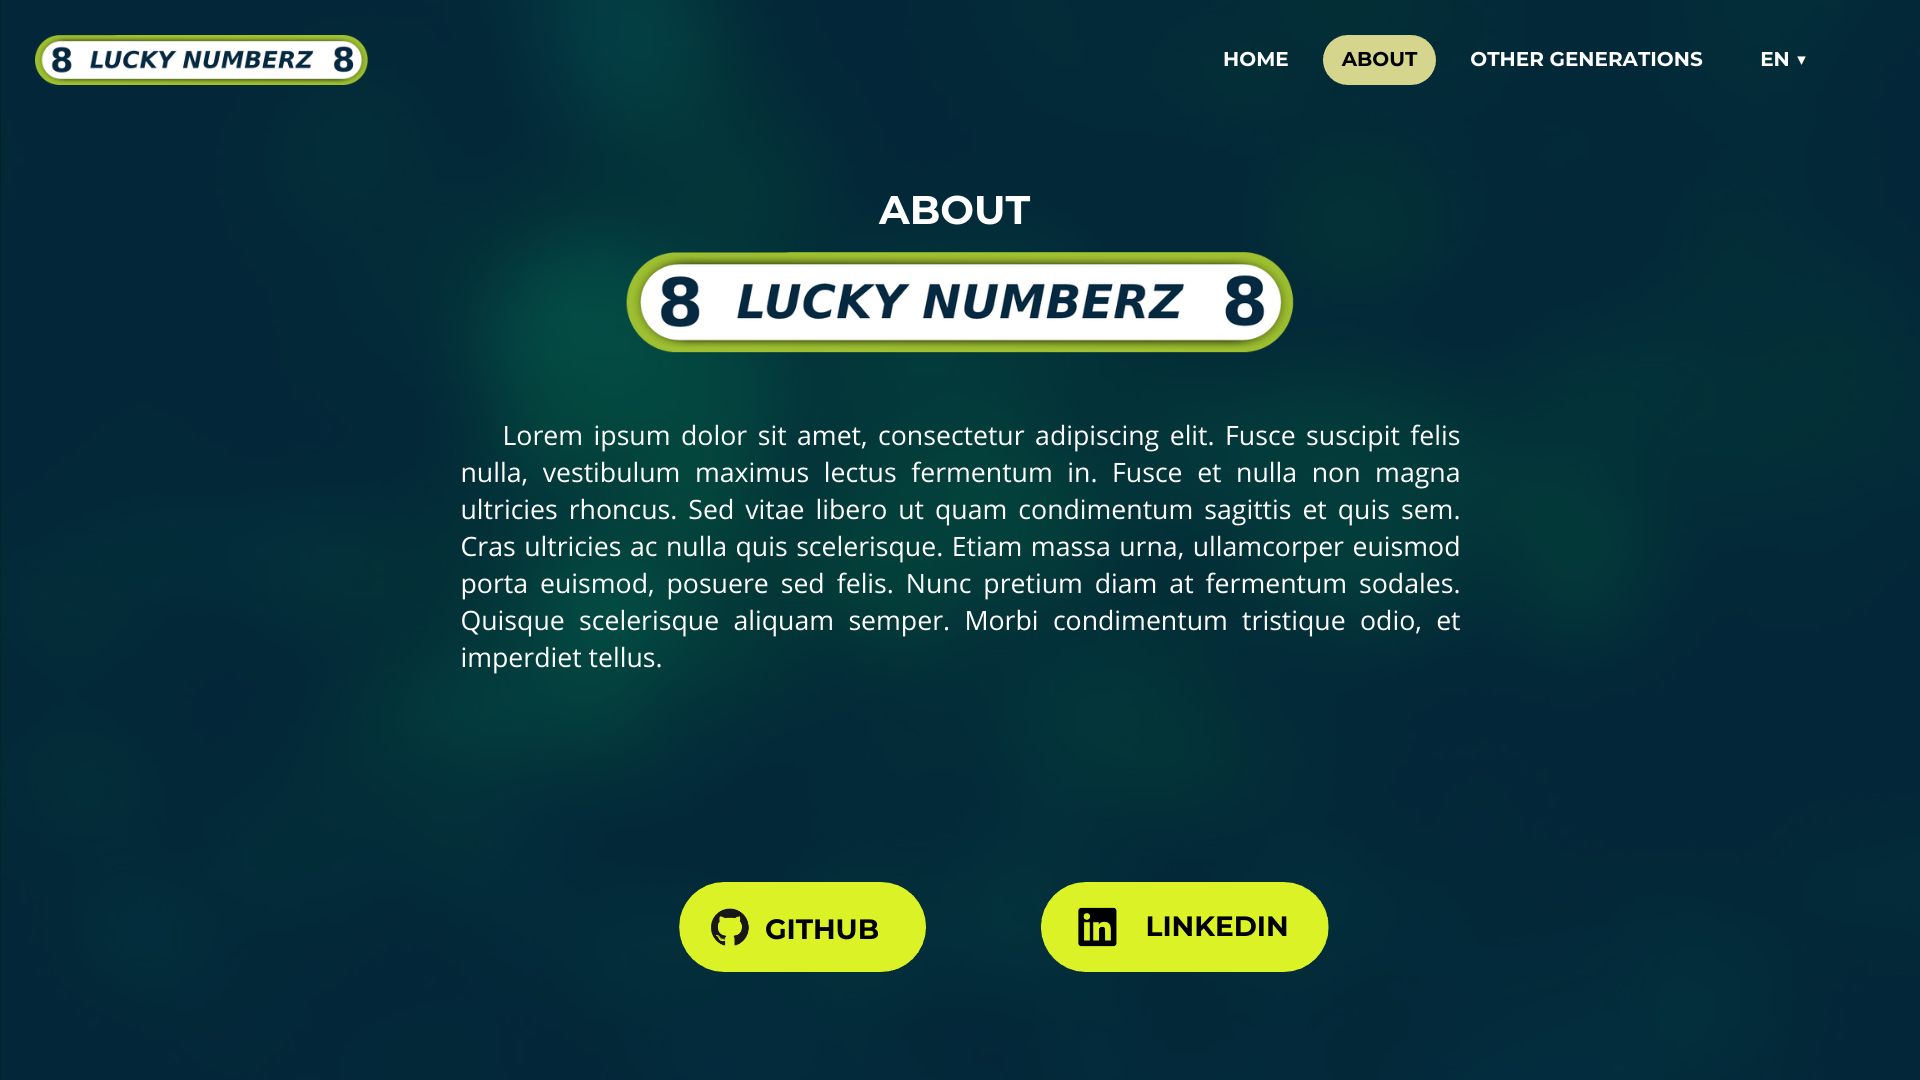 8 LUCKY NUMBERZ 8
HOME ABOUT OTHER GENERATIONS EN ▼
ABOUT
8 LUCKY NUMBERZ 8
Lorem ipsum dolor sit amet, consectetur adipiscing elit. Fusce suscipit felis
nulla, vestibulum maximus lectus fermentum in. Fusce et nulla non magna
ultricies rhoncus. Sed vitae libero ut quam condimentum sagittis et quis sem.
Cras ultricies ac nulla quis scelerisque. Etiam massa urna, ullamcorper euismod
porta euismod, posuere sed felis. Nunc pretium diam at fermentum sodales.
Quisque scelerisque aliquam semper. Morbi condimentum tristique odio, et
imperdiet tellus.
GITHUB
LINKEDIN